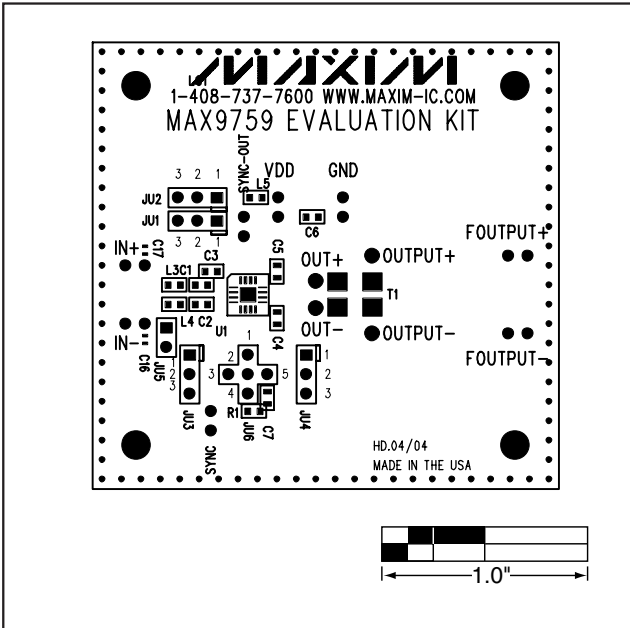 MAXIM
1-408-737-7600 WWW.MAXIM-IC.COM
MAX9759 EVALUATION KIT
SYNC-OUT
VDD
GND
L5
3 2 1
JU2
JU1
3 2 1
C6
FOUTPUT+
IN+
C17
C3
C5
OUT+
OUTPUT+
L3C1
T1
L4 C2
U1
C4
OUT-
OUTPUT-
IN-
C16
JU5
FOUTPUT-
1
2
3
JU3
1
2
3
5
4
R1
JU6
C7
1
2
3
JU4
SYNC
HD.04/04
MADE IN THE USA
1.0"